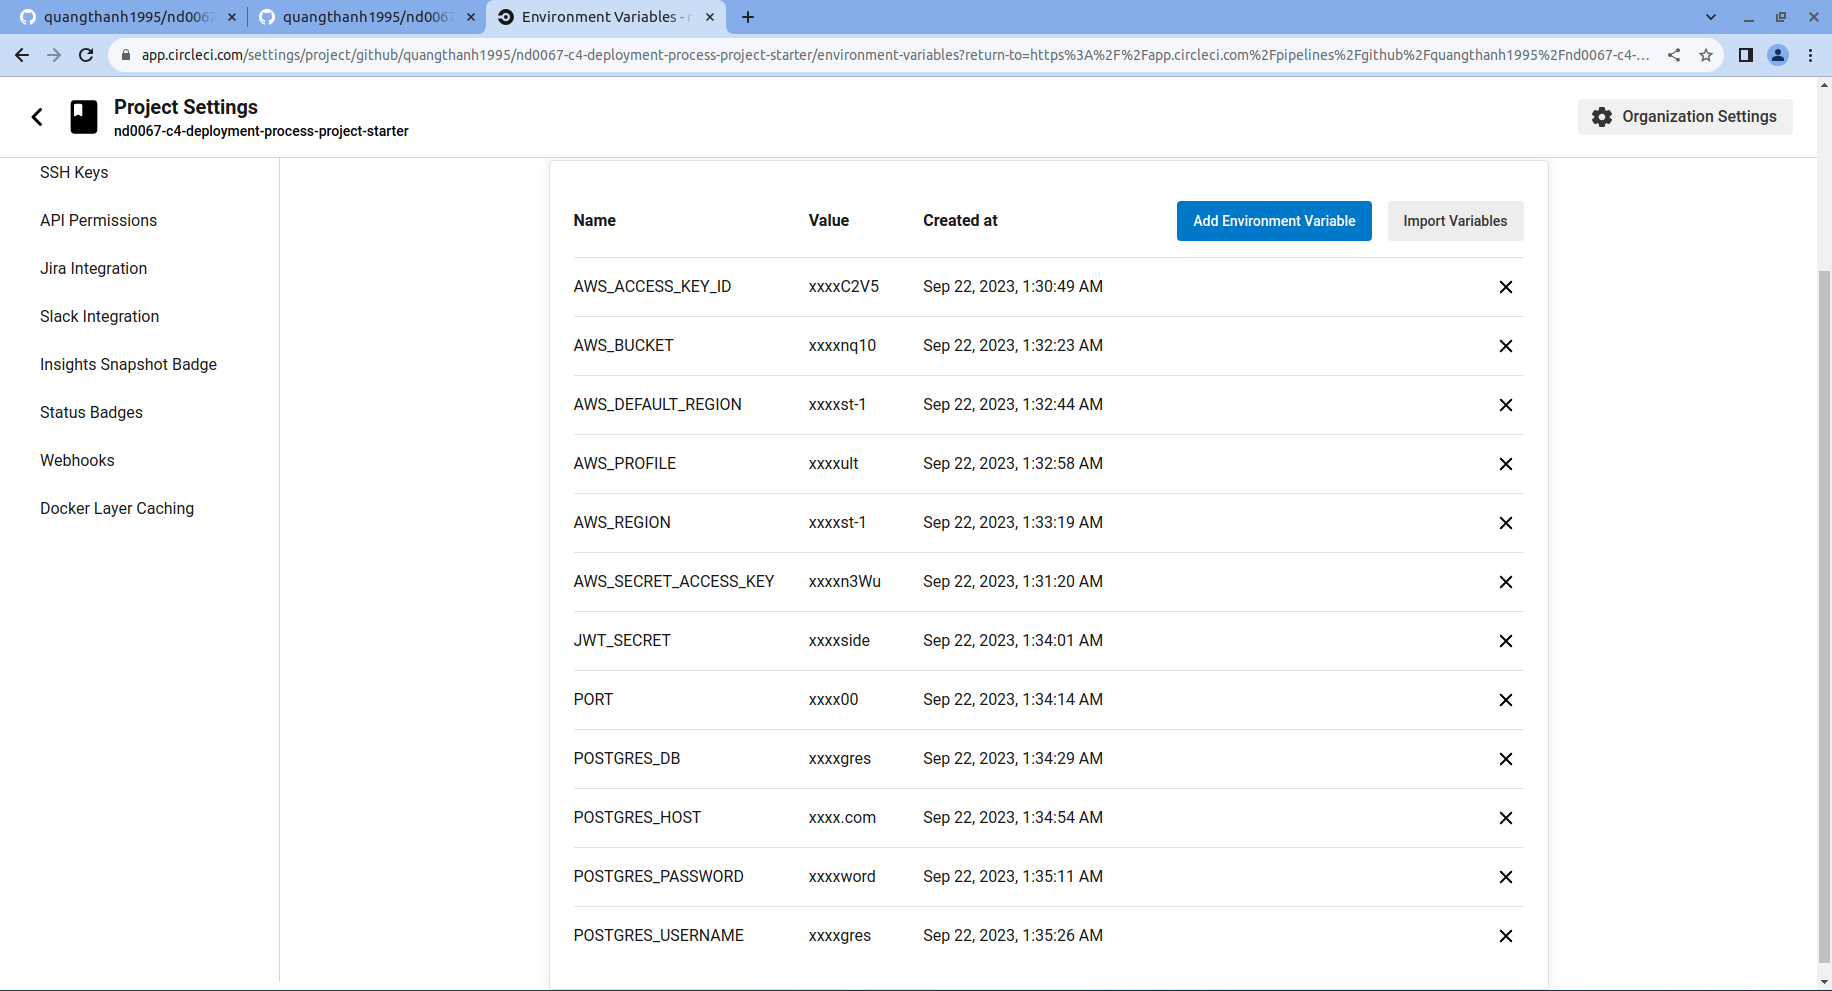 quangthanh1995/nd0067
quangthanh1995/nd0067
Environment Variables -
app.circleci.com/settings/project/github/quangthanh1995/nd0067-c4-deployment-process-project-starter/environment-variables?return-to=https%3A%2F%2Fapp.circleci.com%2Fpipelines%2Fgithub%2Fquangthanh1995%2Fnd0067-c4-...
Project Settings
nd0067-c4-deployment-process-project-starter
Organization Settings
SSH Keys
API Permissions
Jira Integration
Slack Integration
Insights Snapshot Badge
Status Badges
Webhooks
Docker Layer Caching
Name Value Created at Add Environment Variable Import Variables
AWS_ACCESS_KEY_ID xxxxC2V5 Sep 22, 2023, 1:30:49 AM
AWS_BUCKET xxxxnq10 Sep 22, 2023, 1:32:23 AM
AWS_DEFAULT_REGION xxxxst-1 Sep 22, 2023, 1:32:44 AM
AWS_PROFILE xxxxult Sep 22, 2023, 1:32:58 AM
AWS_REGION xxxxst-1 Sep 22, 2023, 1:33:19 AM
AWS_SECRET_ACCESS_KEY xxxxn3Wu Sep 22, 2023, 1:31:20 AM
JWT_SECRET xxxxside Sep 22, 2023, 1:34:01 AM
PORT xxxx00 Sep 22, 2023, 1:34:14 AM
POSTGRES_DB xxxxgres Sep 22, 2023, 1:34:29 AM
POSTGRES_HOST xxxx.com Sep 22, 2023, 1:34:54 AM
POSTGRES_PASSWORD xxxxword Sep 22, 2023, 1:35:11 AM
POSTGRES_USERNAME xxxxgres Sep 22, 2023, 1:35:26 AM